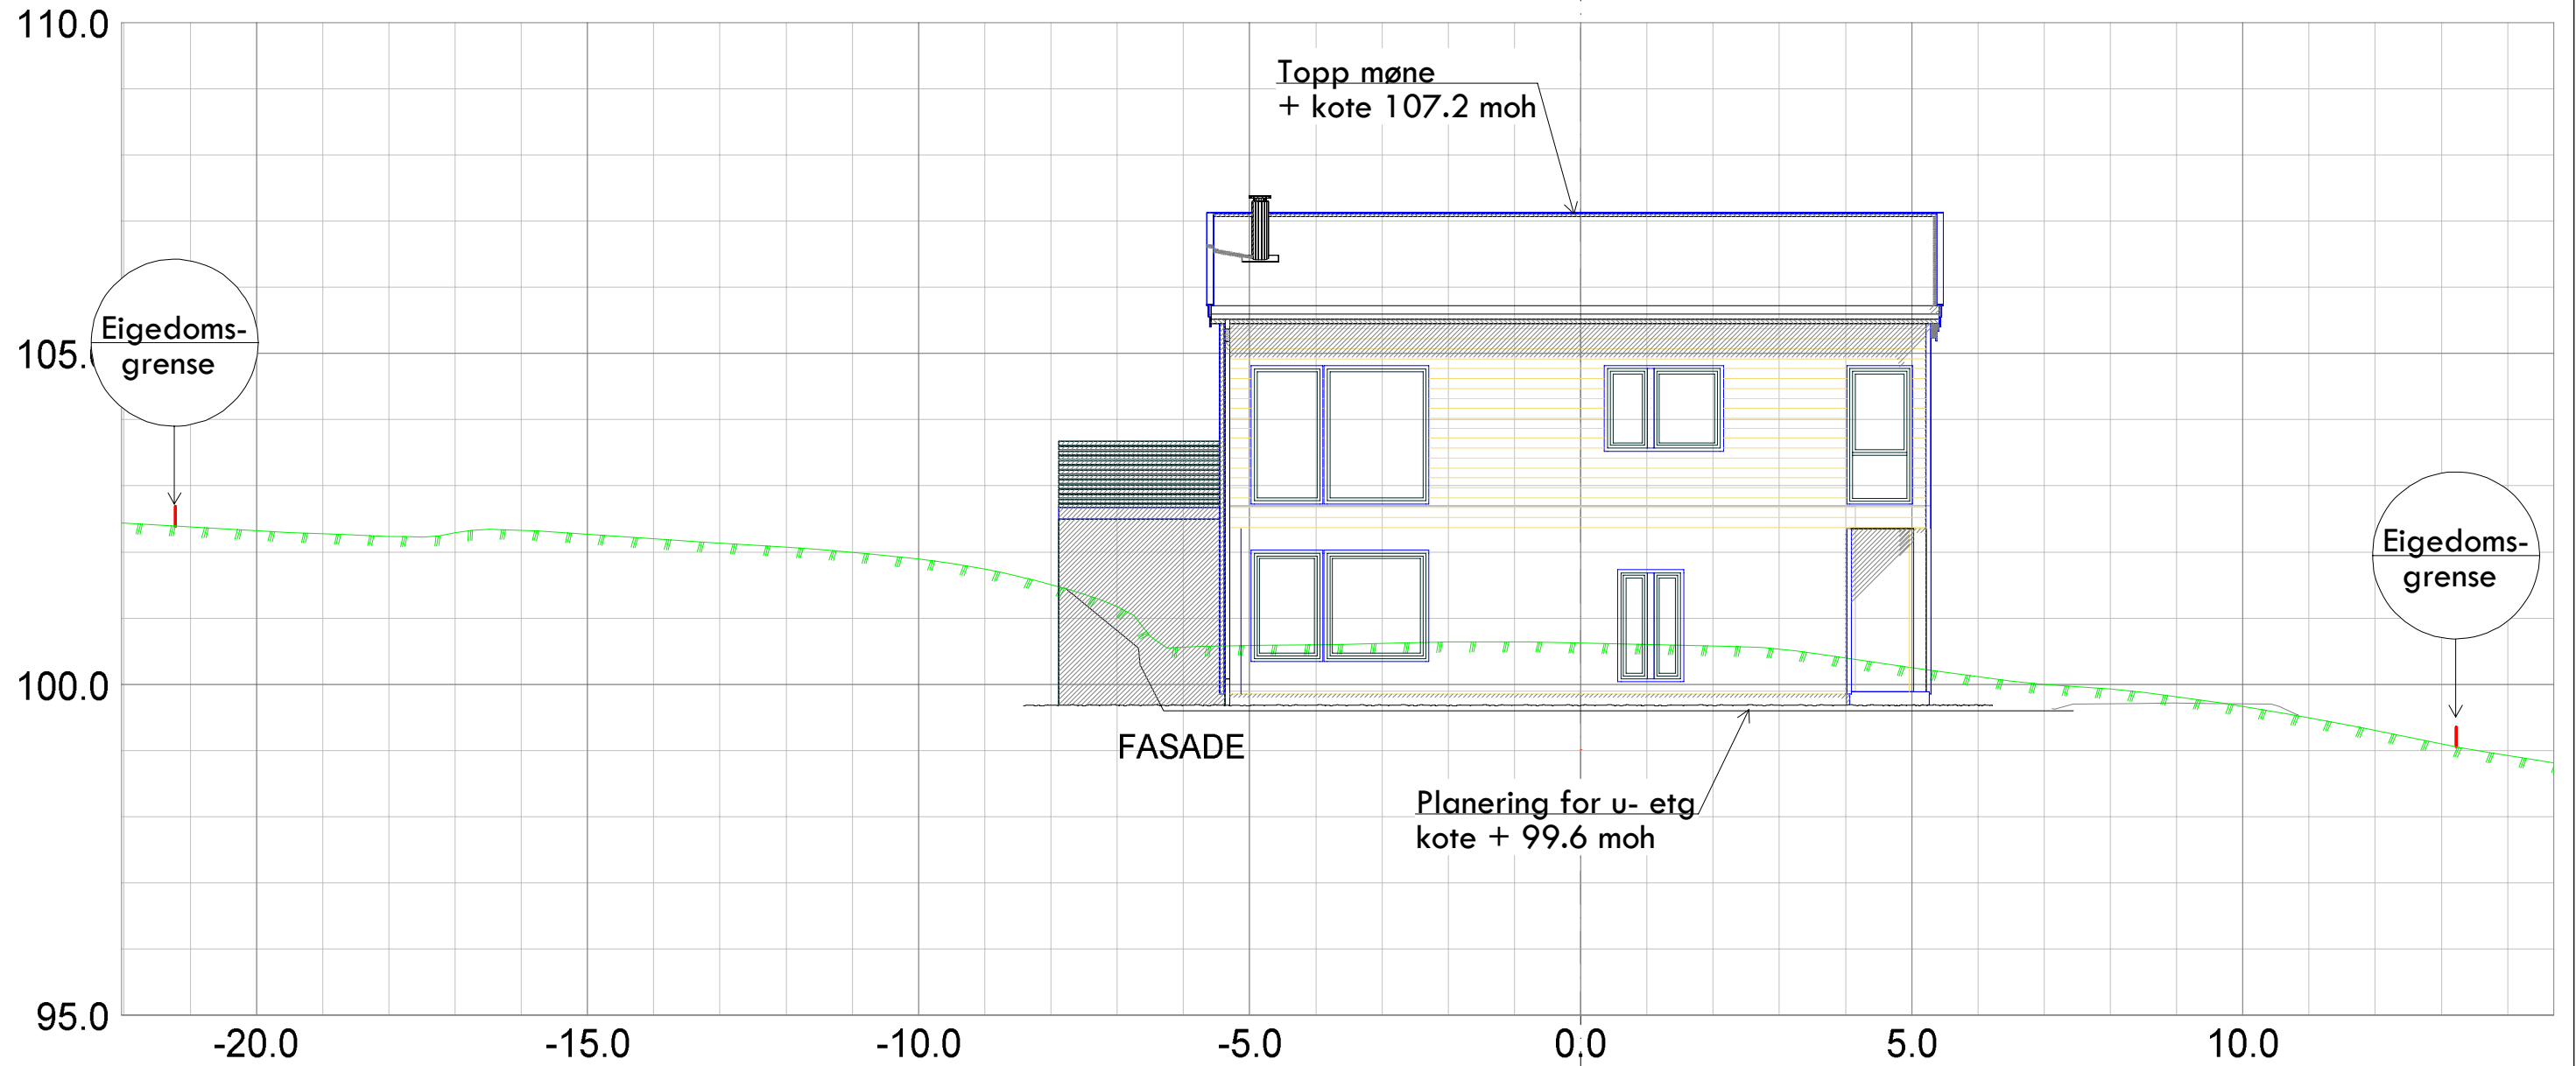 110.0
Topp møne
+ kote 107.2 moh
Eigedoms-
grense
105.
Eigedoms-
grense
100.0
FASADE
Planering for u- etg
kote + 99.6 moh
95.0
-20.0 -15.0 -10.0 -5.0 0.0 5.0 10.0